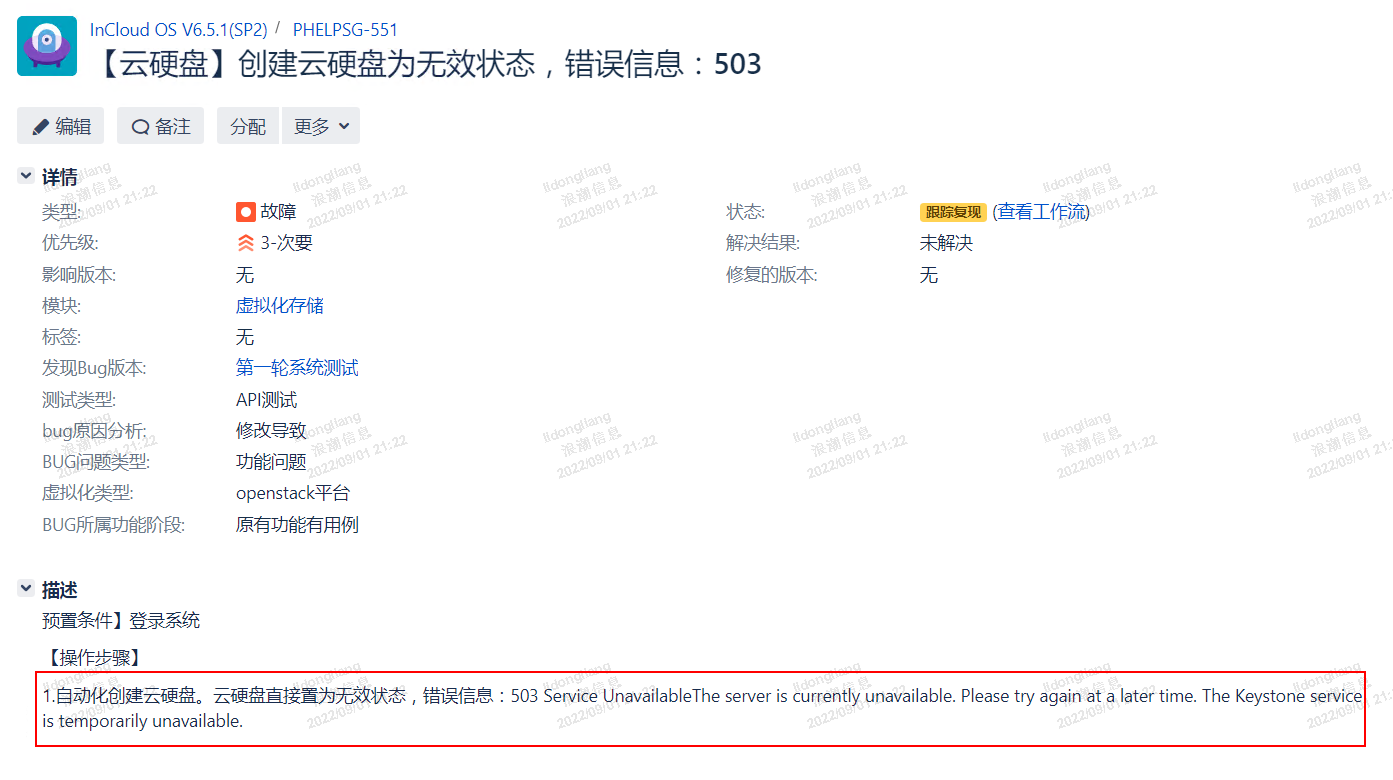 InCloud OS V6.5.1(SP2) / PHELPSG-551
【云硬盘】创建云硬盘为无效状态，错误信息：503
编辑 备注 分配 更多
详情
类型: 故障 状态: 跟踪复现 (查看工作流)
优先级: 3-次要 解决结果: 未解决
影响版本: 无 修复的版本: 无
模块: 虚拟化存储
标签: 无
发现Bug版本: 第一轮系统测试
测试类型: API测试
bug原因分析: 修改导致
BUG问题类型: 功能问题
虚拟化类型: openstack平台
BUG所属功能阶段: 原有功能有用例
描述
预置条件】登录系统
【操作步骤】
1.自动化创建云硬盘。云硬盘直接置为无效状态，错误信息：503 Service UnavailableThe server is currently unavailable. Please try again at a later time. The Keystone service
is temporarily unavailable.
lidongliang
浪潮信息
2022/09/01 21:22